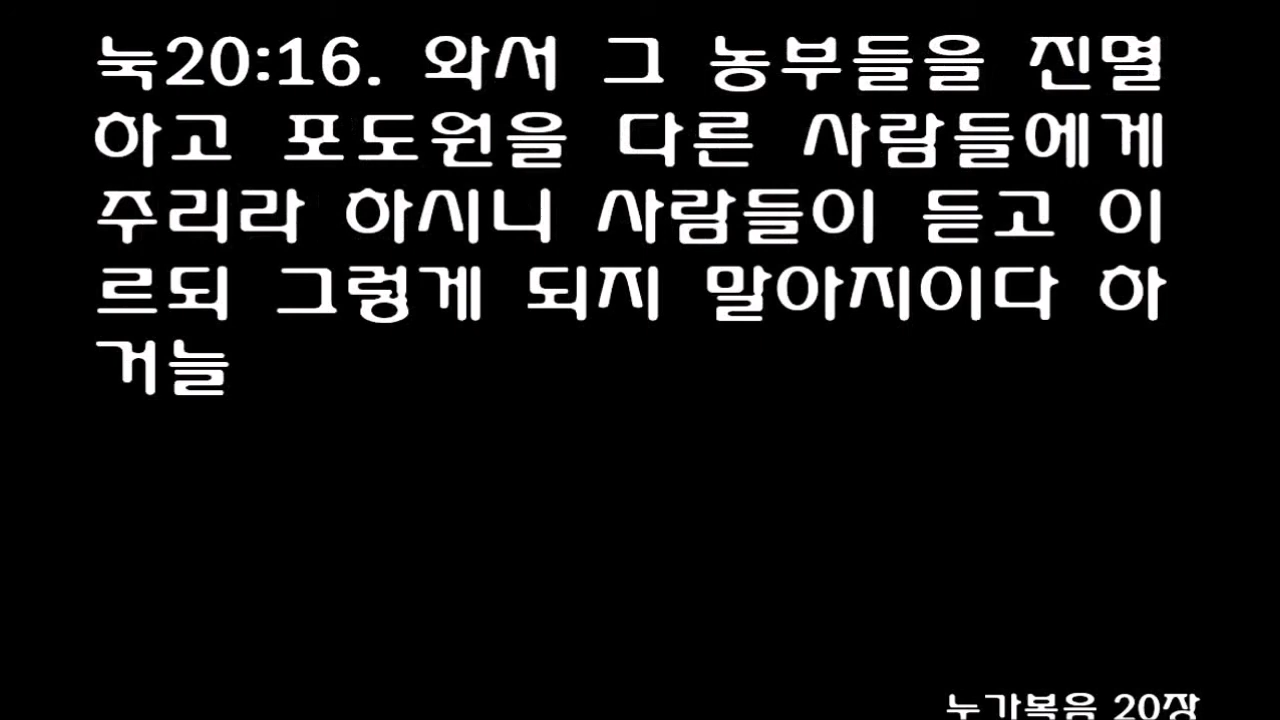 눅20:16. 와서 그 농부들을 진멸
하고 포도원을 다른 사람들에게
주리라 하시니 사람들이 듣고 이
르되 그렇게 되지 말아지이다 하
거늘
누가복음 20장